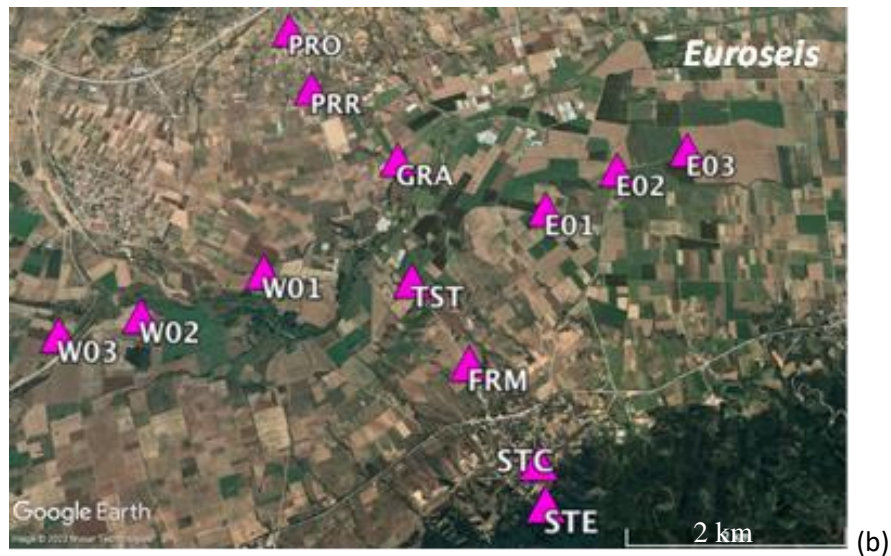 PRO
Euroseis
PRR
GRA
E03
E02
E01
W01
TST
W02
W03
FRM
STC
Google Earth
STE
2 km
(b)